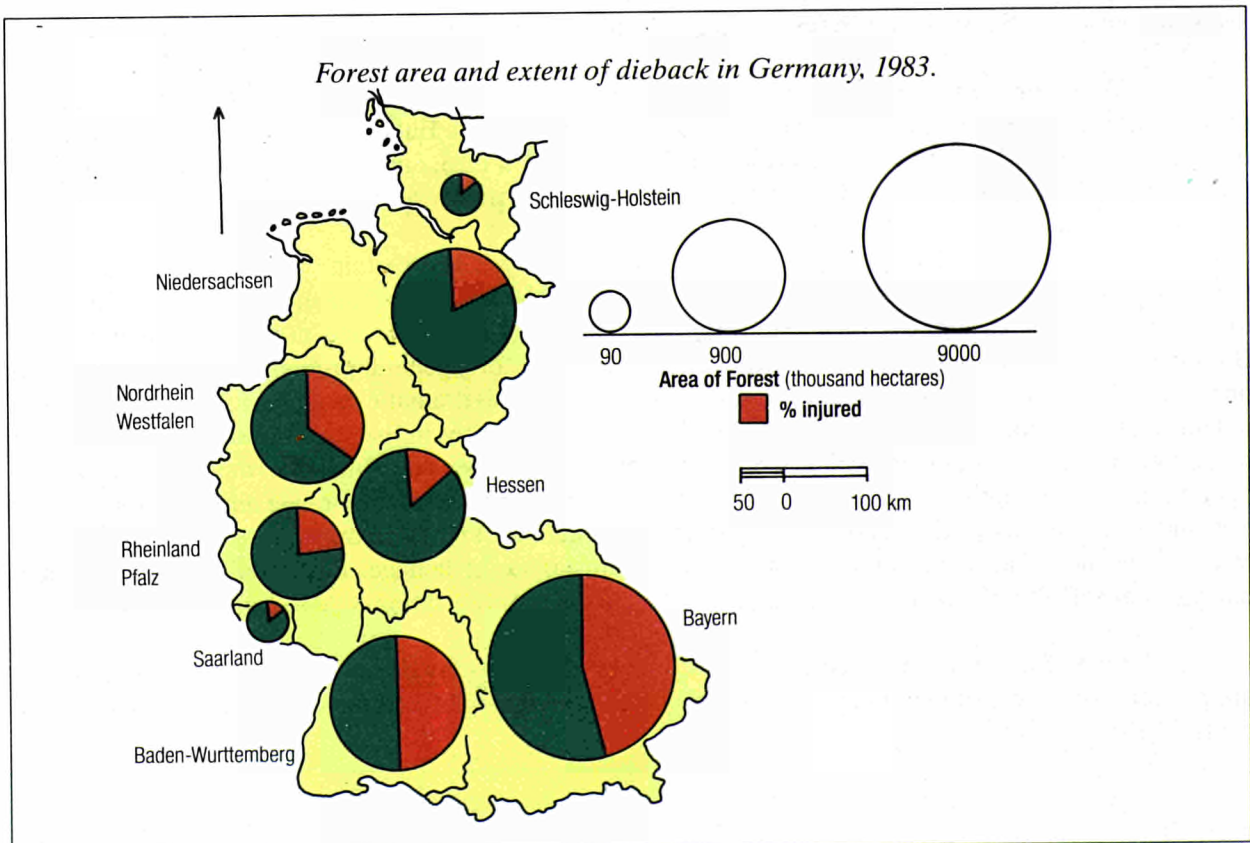 Forest area and extent of dieback in Germany, 1983.
Schleswig-Holstein
Niedersachsen
90 900 9000
Area of Forest (thousand hectares)
% injured
Nordrhein
Westfalen
Hessen
50 0 100 km
Rheinland
Pfalz
Bayern
Saarland
Baden-Wurttemberg